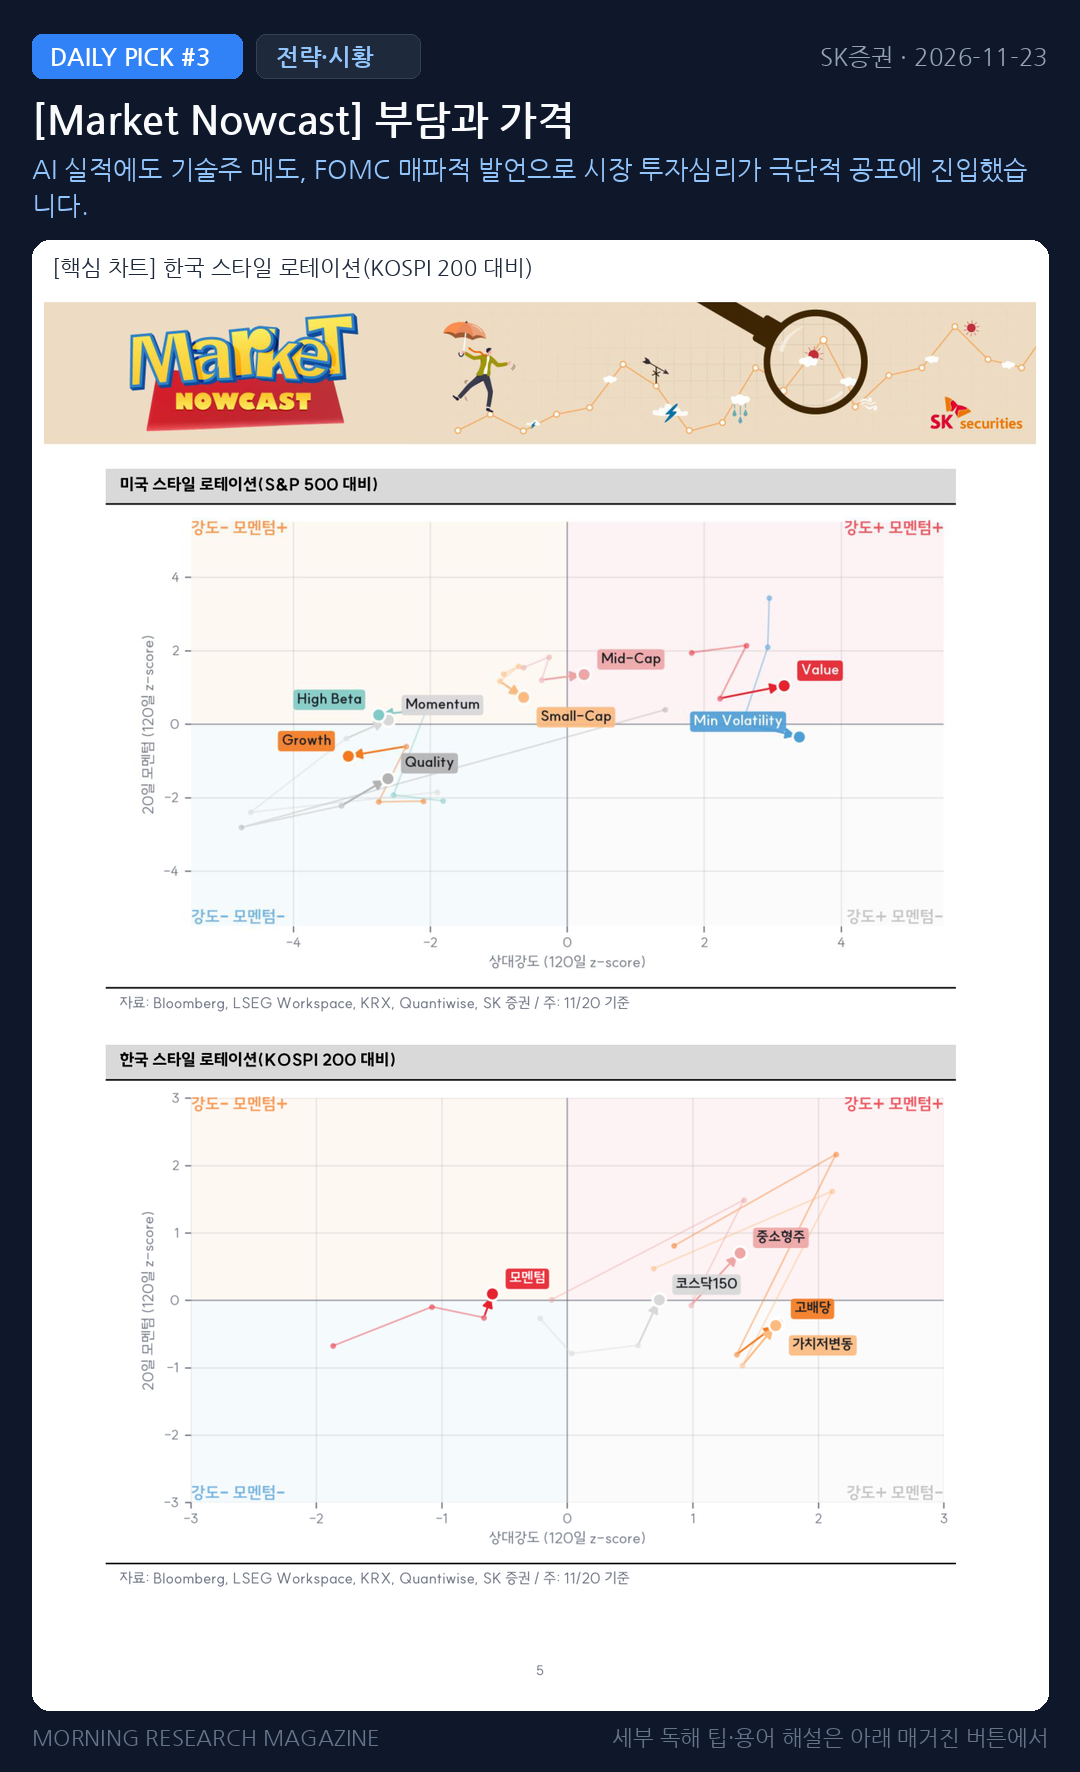 DAILY PICK #3
전략·시황
SK증권 · 2026-11-23
[Market Nowcast] 부담과 가격
AI 실적에도 기술주 매도, FOMC 매파적 발언으로 시장 투자심리가 극단적 공포에 진입했습
니다.
[핵심 차트] 한국 스타일 로테이션(KOSPI 200 대비)
MarkeT
NOWCAST
SK securities
미국 스타일 로테이션(S&P 500 대비)
강도- 모멘텀+
강도+ 모멘텀+
4
2
0
-2
-4
20일 모멘텀 (120일 z-score)
Mid-Cap
Value
High Beta
Momentum
Small-Cap
Min Volatility
Growth
Quality
강도- 모멘텀-
강도+ 모멘텀-
-4
-2
0
2
4
상대강도 (120일 z-score)
자료: Bloomberg, LSEG Workspace, KRX, Quantiwise, SK 증권 / 주: 11/20 기준
한국 스타일 로테이션(KOSPI 200 대비)
강도- 모멘텀+
강도+ 모멘텀+
3
2
1
0
-1
-2
-3
20일 모멘텀 (120일 z-score)
중소형주
모멘텀
코스닥150
고배당
가치저변동
강도- 모멘텀-
강도+ 모멘텀-
-3
-2
-1
0
1
2
3
상대강도 (120일 z-score)
자료: Bloomberg, LSEG Workspace, KRX, Quantiwise, SK 증권 / 주: 11/20 기준
5
MORNING RESEARCH MAGAZINE
세부 독해 팁·용어 해설은 아래 매거진 버튼에서